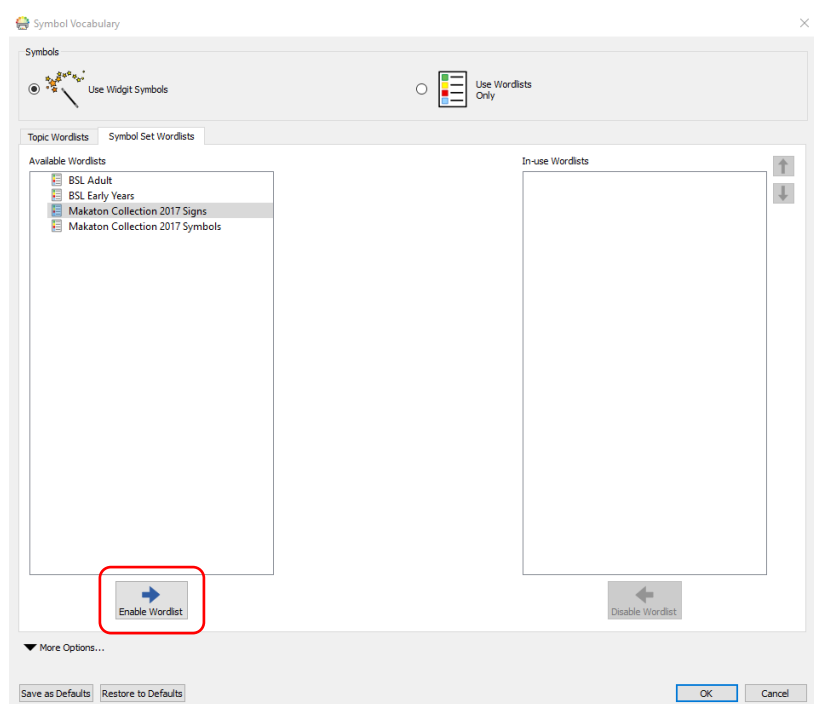 Symbol Vocabulary
Symbols
Use Widgit Symbols
Use Wordlists
Only
Topic Wordlists
Symbol Set Wordlists
Available Wordlists
In-use Wordlists
BSL Adult
BSL Early Years
Makaton Collection 2017 Signs
Makaton Collection 2017 Symbols
Enable Wordlist
Disable Wordlist
More Options...
Save as Defaults
Restore to Defaults
OK
Cancel